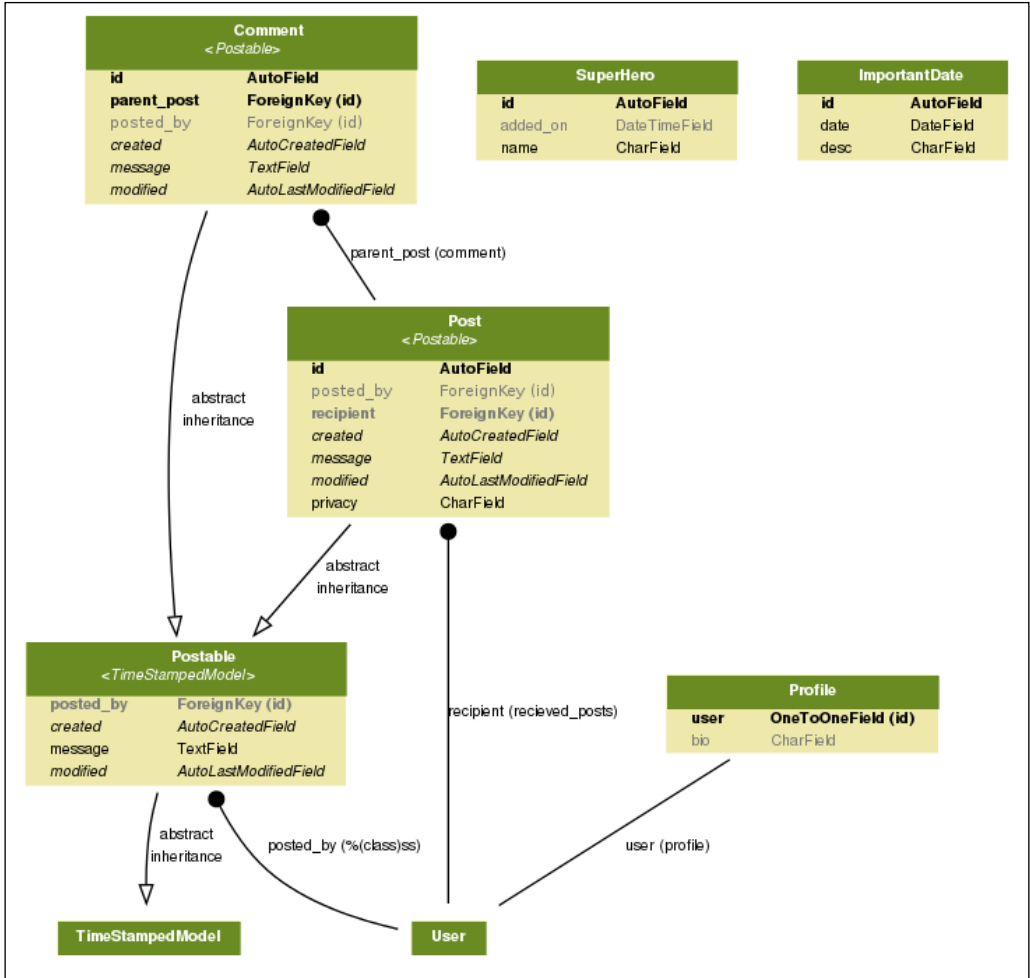 Comment
<Postable>
id AutoField
parent_post ForeignKey (id)
posted_by ForeignKey (id)
created AutoCreatedField
message TextField
modified AutoLastModifiedField
SuperHero
id AutoField
added_on DateTimeField
name CharField
ImportantDate
id AutoField
date DateField
desc CharField
parent_post (comment)
Post
<Postable>
id AutoField
posted_by ForeignKey (id)
recipient ForeignKey (id)
created AutoCreatedField
message TextField
modified AutoLastModifiedField
privacy CharField
abstract
inheritance
abstract
inheritance
Postable
<TimeStampedModel>
posted_by ForeignKey (id)
created AutoCreatedField
message TextField
modified AutoLastModifiedField
recipient (recieved_posts)
Profile
user OneToOneField (id)
bio CharField
abstract
inheritance
posted_by (%(class)ss)
user (profile)
TimeStampedModel
User